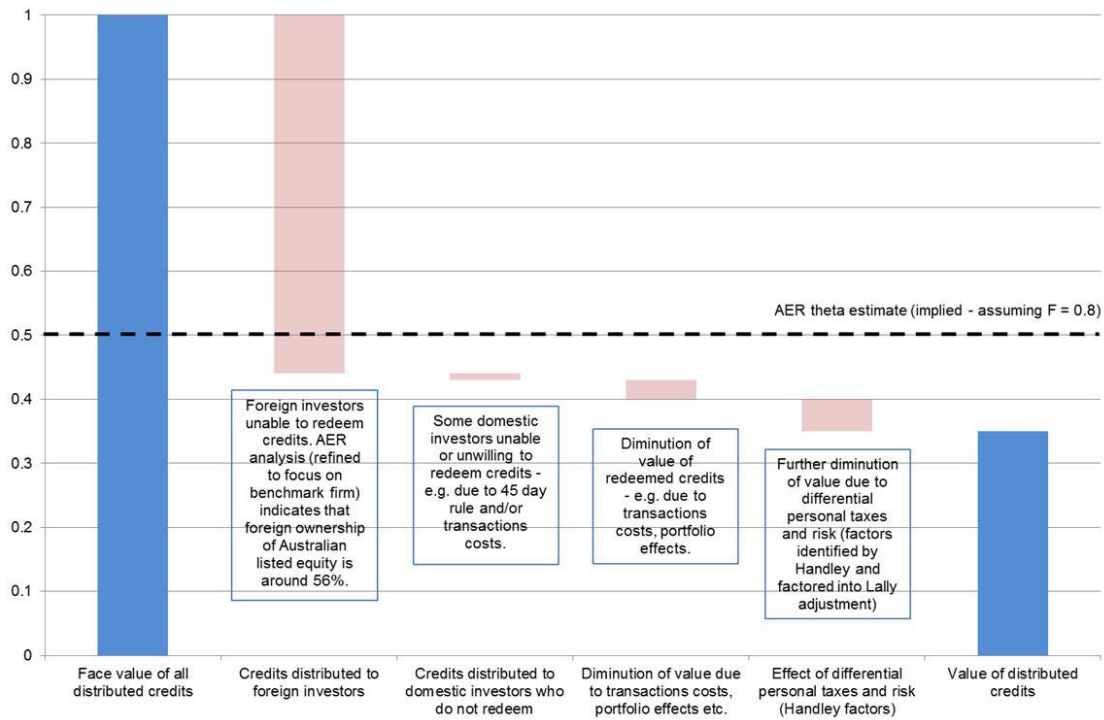 1
0.9
0.8
0.7
0.6
0.5
0.4
0.3
0.2
0.1
0
AER theta estimate (implied - assuming F = 0.8)
Foreign investors
unable to redeem
credits. AER
analysis (refined
to focus on
benchmark firm)
indicates that
foreign ownership
of Australian
listed equity is
around 56%.
Some domestic
investors unable
or unwilling to
redeem credits -
e.g. due to 45 day
rule and/or
transactions
costs.
Diminution of
value of
redeemed credits
- e.g. due to
transactions
costs, portfolio
effects.
Further diminution
of value due to
differential
personal taxes
and risk (factors
identified by
Handley and
factored into Lally
adjustment)
Face value of all
distributed credits
Credits distributed to
foreign investors
Credits distributed to
domestic investors who
do not redeem
Diminution of value due
to transactions costs,
portfolio effects etc.
Effect of differential
personal taxes and risk
(Handley factors)
Value of distributed
credits